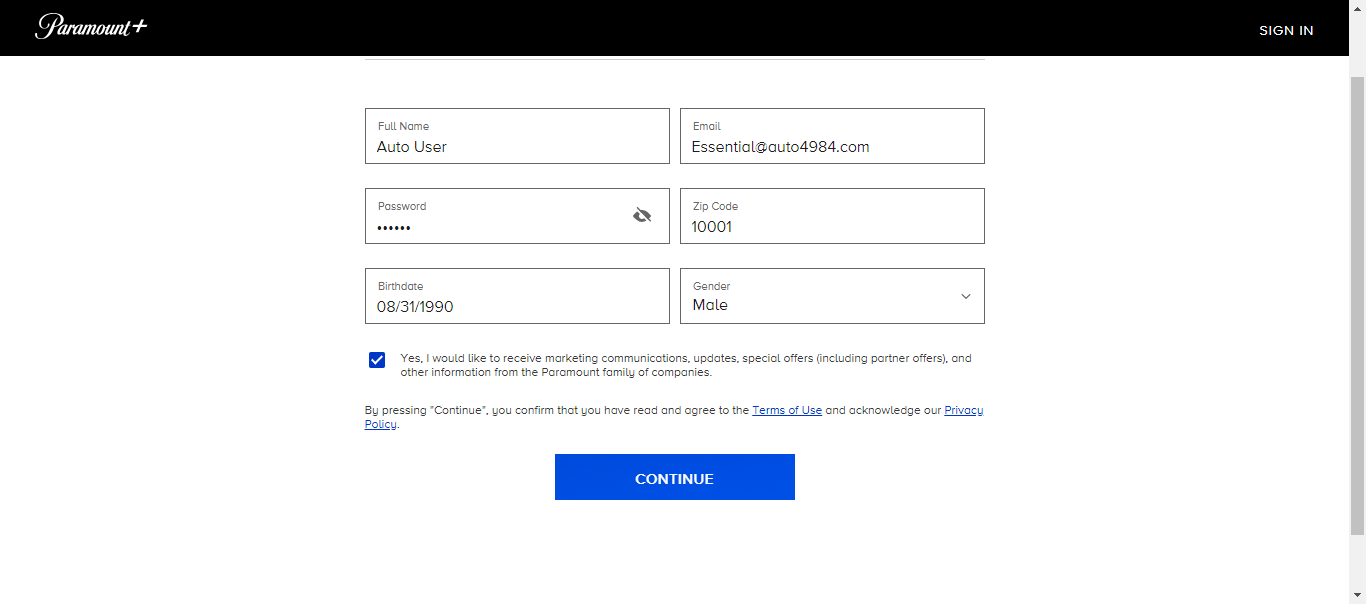 Paramount+
SIGN IN
Full Name
Auto User
Email
Essential@auto4984.com
Password
••••••
Zip Code
10001
Birthdate
08/31/1990
Gender
Male
Yes, I would like to receive marketing communications, updates, special offers (including partner offers), and
other information from the Paramount family of companies.
By pressing "Continue", you confirm that you have read and agree to the Terms of Use and acknowledge our Privacy
Policy.
CONTINUE